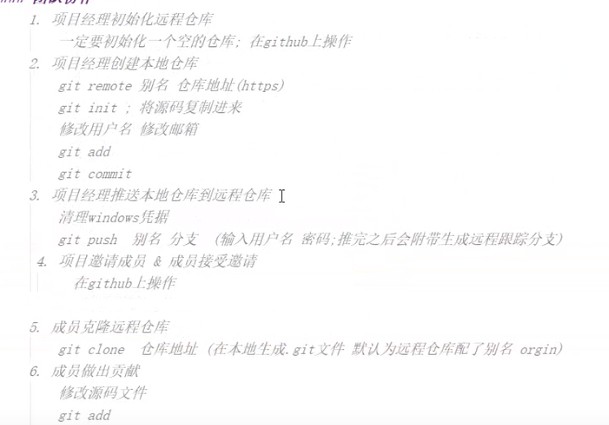 1. 项目经理初始化远程仓库
一定要初始化一个空的仓库; 在github上操作
2. 项目经理创建本地仓库
git remote 别名 仓库地址(https)
git init ; 将源码复制进来
修改用户名 修改邮箱
git add
git commit
3. 项目经理推送本地仓库到远程仓库
清理windows凭据
git push 别名 分支 (输入用户名 密码;推完之后会附带生成远程跟踪分支)
4. 项目邀请成员 & 成员接受邀请
在github上操作
5. 成员克隆远程仓库
git clone 仓库地址 (在本地生成.git文件 默认为远程仓库配了别名 orgin)
6. 成员做出贡献
修改源码文件
git add